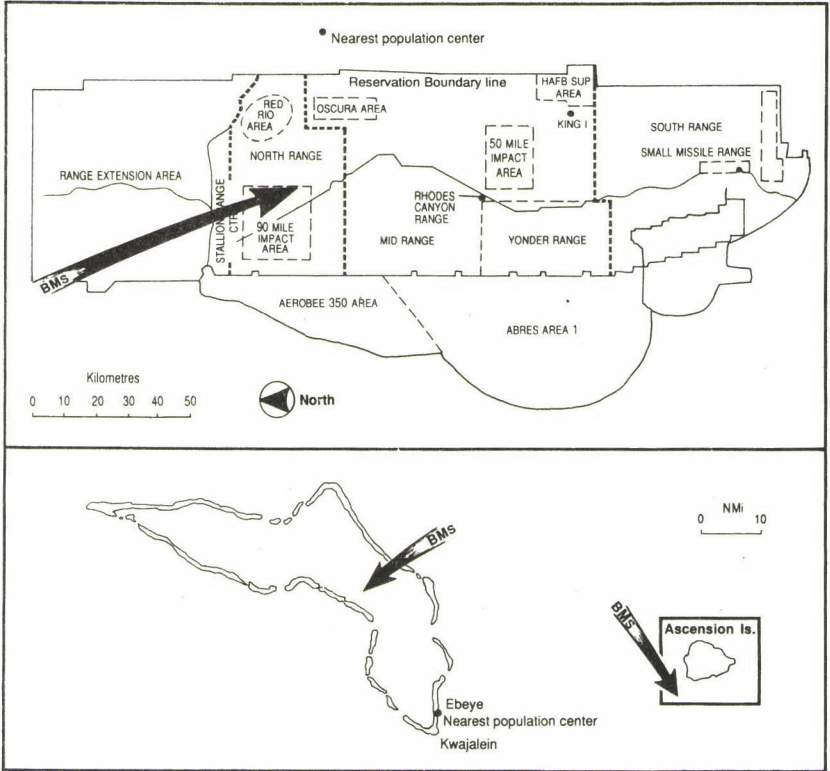 Nearest population center
Reservation Boundary line
HAFB SUP
AREA
RED
RIO
AREA
OSCURA AREA
KING I
50 MILE
IMPACT
AREA
SOUTH RANGE
NORTH RANGE
SMALL MISSILE RANGE
RANGE EXTENSION AREA
STALLION RANGE
CTR
RHODES
CANYON
RANGE
90 MILE
IMPACT
AREA
MID RANGE
YONDER RANGE
BMs
AEROBEE 350 AREA
ABRES AREA 1
Kilometres
0 10 20 30 40 50
North
NMi
0 10
BMs
BMs
Ascension Is.
Ebeye
Nearest population center
Kwajalein